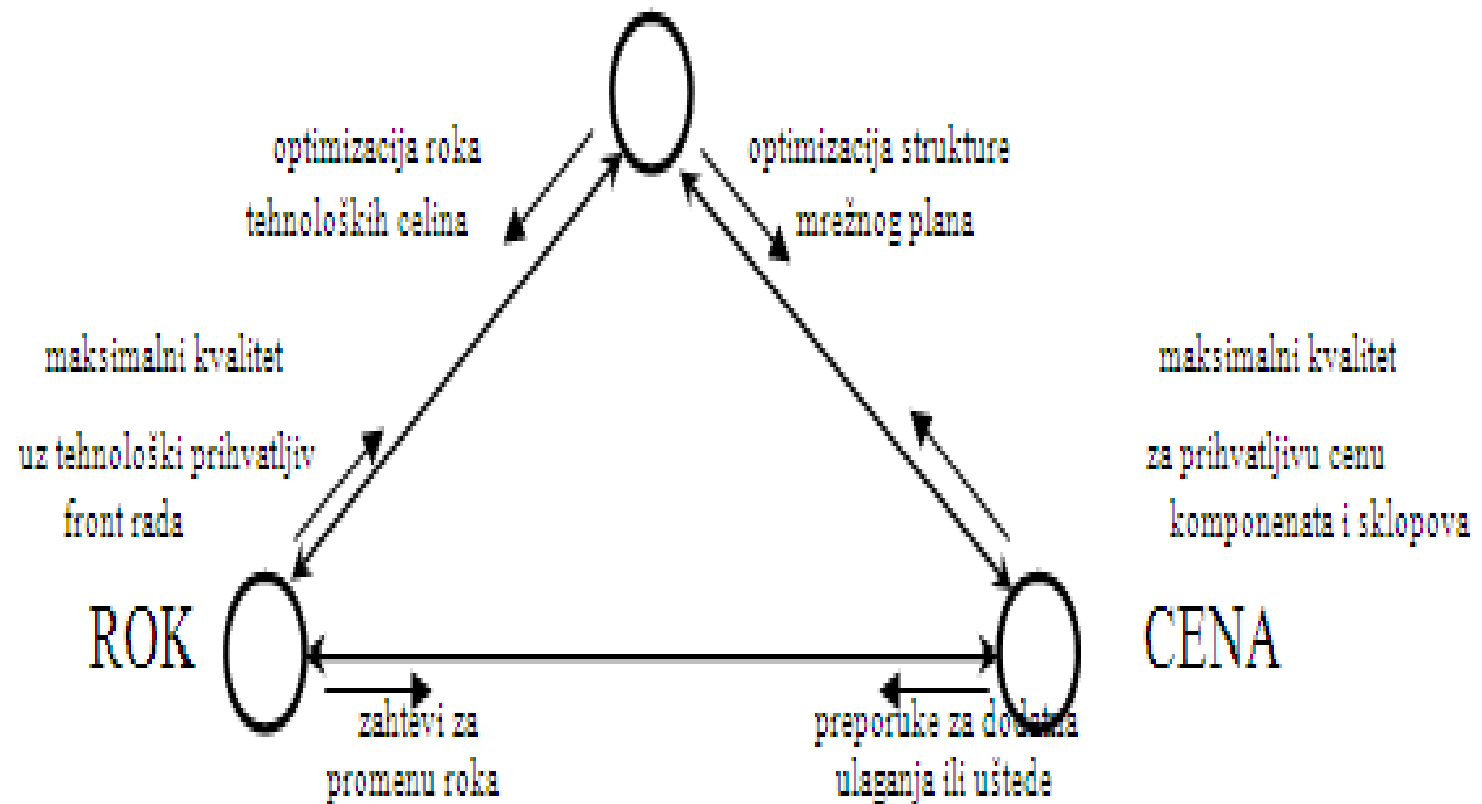 optimizacija roka
tehnoloških celina
optimizacija strukture
mrežnog plana
maksimalni kvalitet
uz tehnološki prihvatljiv
front rada
maksimalni kvalitet
za prihvatljivu cenu
komponenata i sklopova
ROK
CENA
zahtevi za
promenu roka
preporuke za dodatna
ulaganja ili uštede